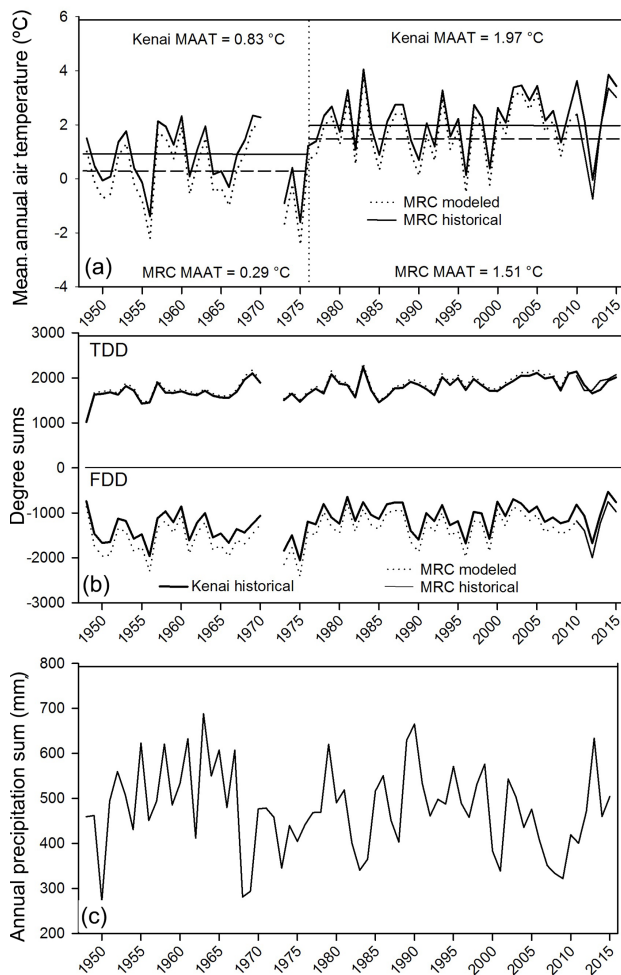 Mean annual air temperature (ºC)
6
4
2
0
-2
-4
Kenai MAAT = 0.83 °C
Kenai MAAT = 1.97 °C
MRC modeled
MRC historical
(a)
MRC MAAT = 0.29 °C
MRC MAAT = 1.51 °C
1950 1955 1960 1965 1970 1975 1980 1985 1990 1995 2000 2005 2010 2015
Degree sums
3000
2000
1000
0
-1000
-2000
-3000
TDD
FDD
(b)
Kenai historical
MRC modeled
MRC historical
1950 1955 1960 1965 1970 1975 1980 1985 1990 1995 2000 2005 2010 2015
Annual precipitation sum (mm)
800
700
600
500
400
300
200
(c)
1950 1955 1960 1965 1970 1975 1980 1985 1990 1995 2000 2005 2010 2015